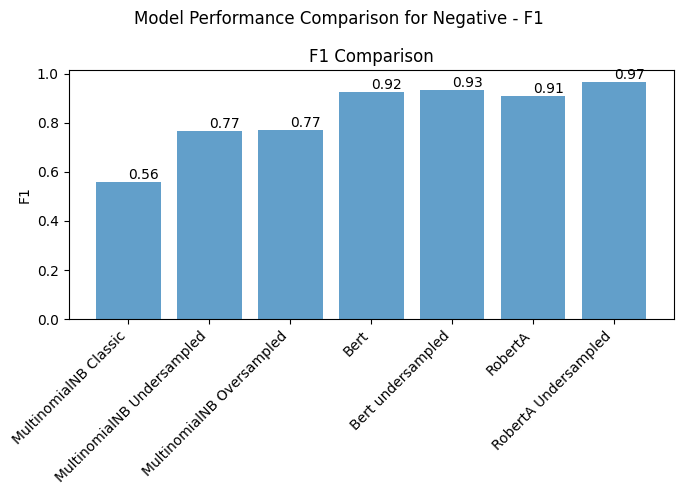 Model Performance Comparison for Negative - F1
F1 Comparison
1.0
0.8
0.6
0.4
0.2
0.0
F1
0.56
0.77
0.77
0.92
0.93
0.91
0.97
MultinomialNB Classic
MultinomialNB Undersampled
MultinomialNB Oversampled
Bert
Bert undersampled
RobertA
RobertA Undersampled